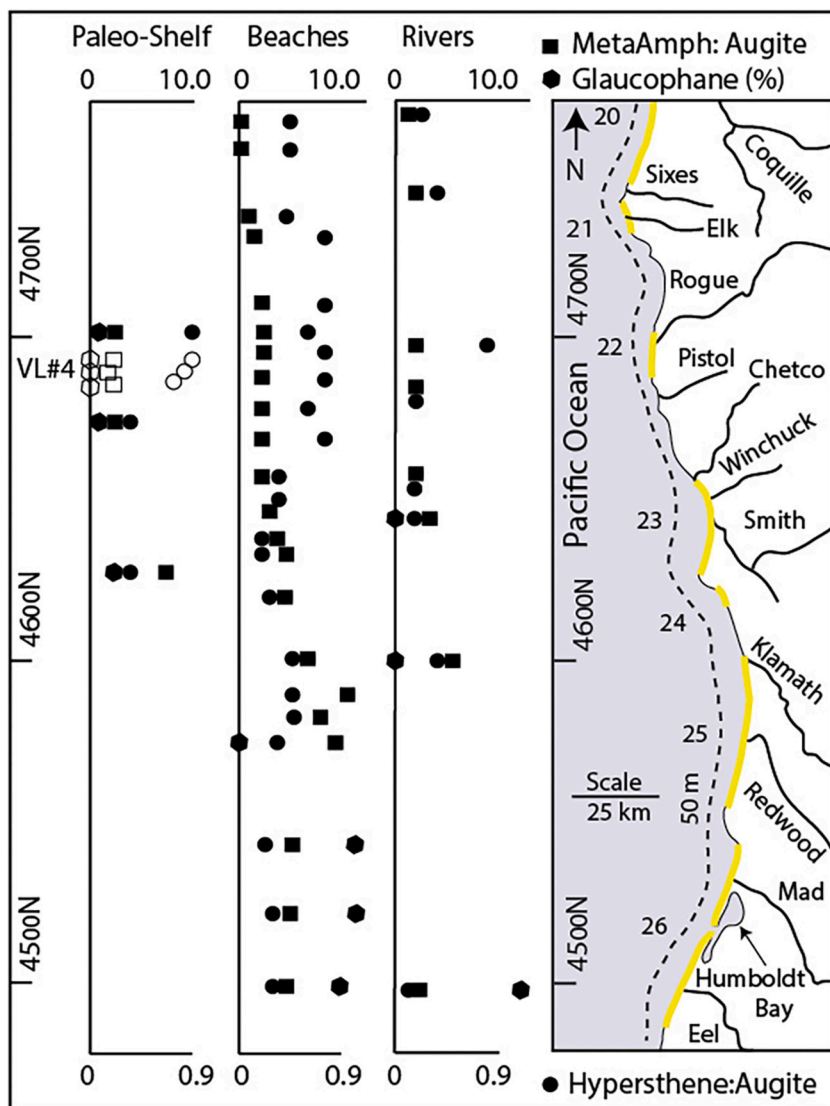 Paleo-Shelf Beaches Rivers
■ MetaAmph: Augite
0 10.0 0 10.0 0 10.0
⬢ Glaucophane (%)
20
N
Coquille
Sixes
21
Elk
4700N
4700N
Rogue
22
VL#4
Pistol
Chetco
Winchuck
Pacific Ocean
23
Smith
4600N
4600N
24
Klamath
25
Scale
25 km
50 m
Redwood
Mad
4500N
4500N
26
Humboldt
Bay
Eel
0 0.9 0 0.9 0 0.9
● Hypersthene:Augite